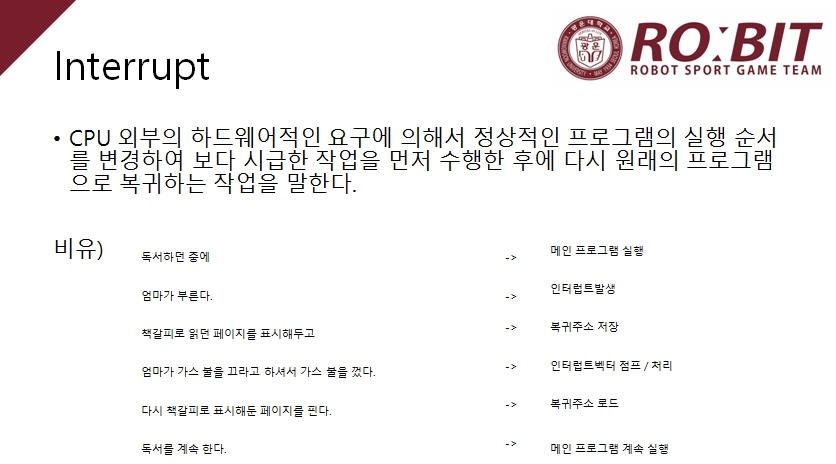 Interrupt
RO:BIT
ROBOT SPORT GAME TEAM
• CPU 외부의 하드웨어적인 요구에 의해서 정상적인 프로그램의 실행 순서
를 변경하여 보다 시급한 작업을 먼저 수행한 후에 다시 원래의 프로그램
으로 복귀하는 작업을 말한다.
비유)
독서하던 중에 -> 메인 프로그램 실행
엄마가 부른다. -> 인터럽트발생
책갈피로 읽던 페이지를 표시해두고 -> 복귀주소 저장
엄마가 가스 불을 끄라고 하셔서 가스 불을 껐다. -> 인터럽트벡터 점프 / 처리
다시 책갈피로 표시해둔 페이지를 핀다. -> 복귀주소 로드
독서를 계속 한다. -> 메인 프로그램 계속 실행